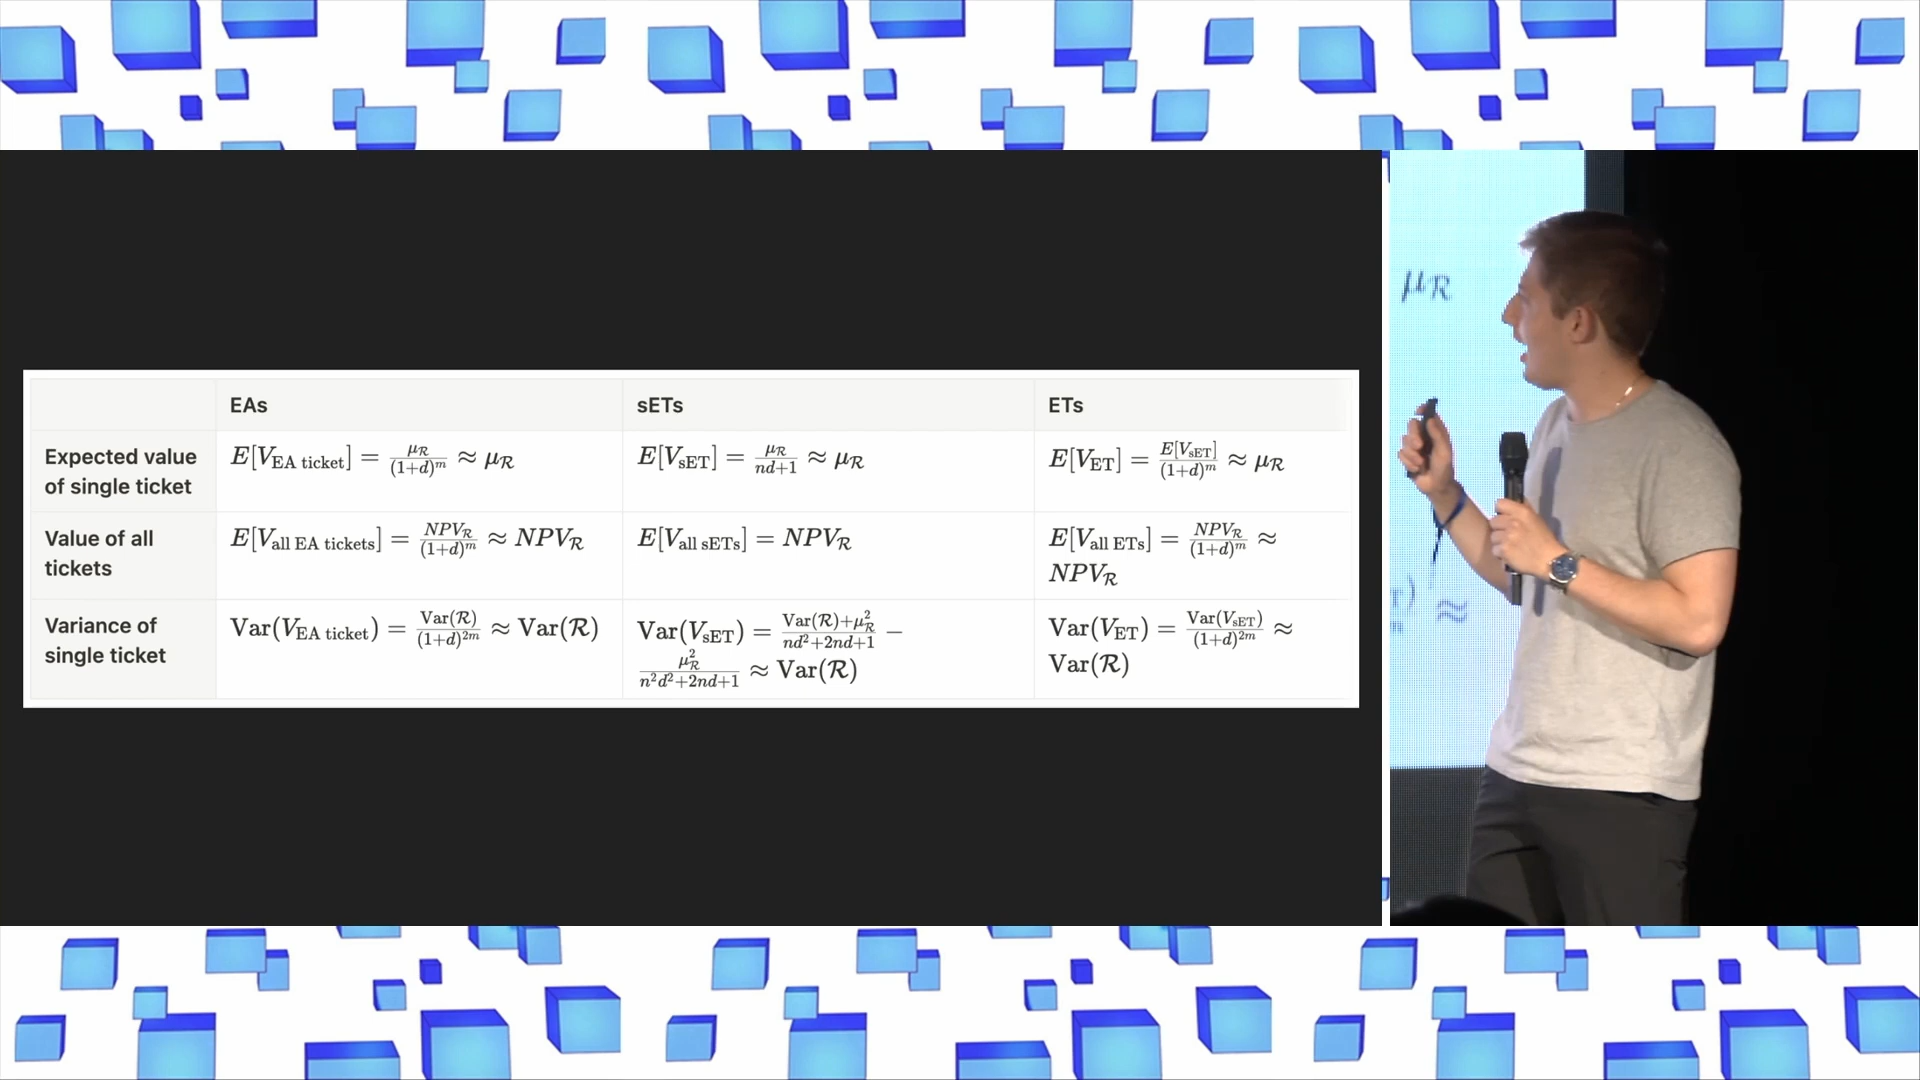 EAs sETs ETs
Expected value of single ticket
E[V_EA ticket] = μ_ℛ/(1+d)^m ≈ μ_ℛ
E[V_sET] = μ_ℛ/(nd+1) ≈ μ_ℛ
E[V_ET] = E[V_sET]/(1+d)^m ≈ μ_ℛ
Value of all tickets
E[V_all EA tickets] = NPV_ℛ/(1+d)^m ≈ NPV_ℛ
E[V_all sETs] = NPV_ℛ
E[V_all ETs] = NPV_ℛ/(1+d)^m ≈
NPV_ℛ
Variance of single ticket
Var(V_EA ticket) = Var(ℛ)/(1+d)^2m ≈ Var(ℛ)
Var(V_sET) = (Var(ℛ)+μ_ℛ^2)/(nd^2+2nd+1) −
μ_ℛ^2/(n^2d^2+2nd+1) ≈ Var(ℛ)
Var(V_ET) = Var(V_sET)/(1+d)^2m ≈
Var(ℛ)
μ_ℛ
≈